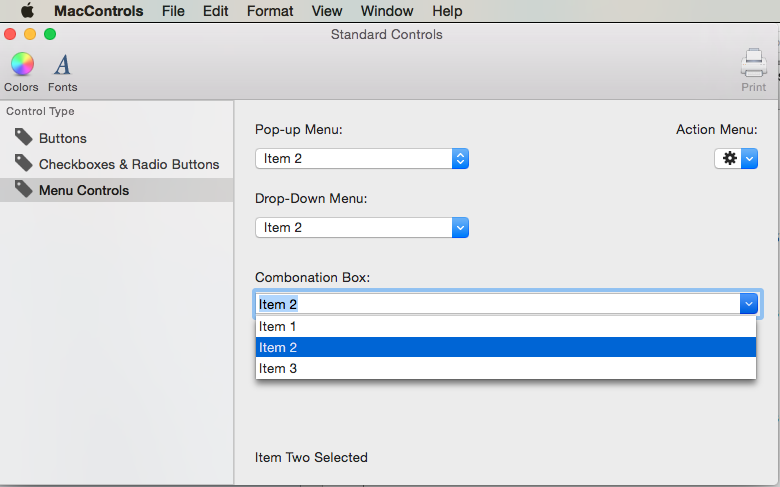 MacControls File Edit Format View Window Help
Standard Controls
Colors Fonts
Print
Control Type
Buttons
Checkboxes & Radio Buttons
Menu Controls
Pop-up Menu:
Action Menu:
Item 2
Drop-Down Menu:
Item 2
Combonation Box:
Item 2
Item 1
Item 2
Item 3
Item Two Selected